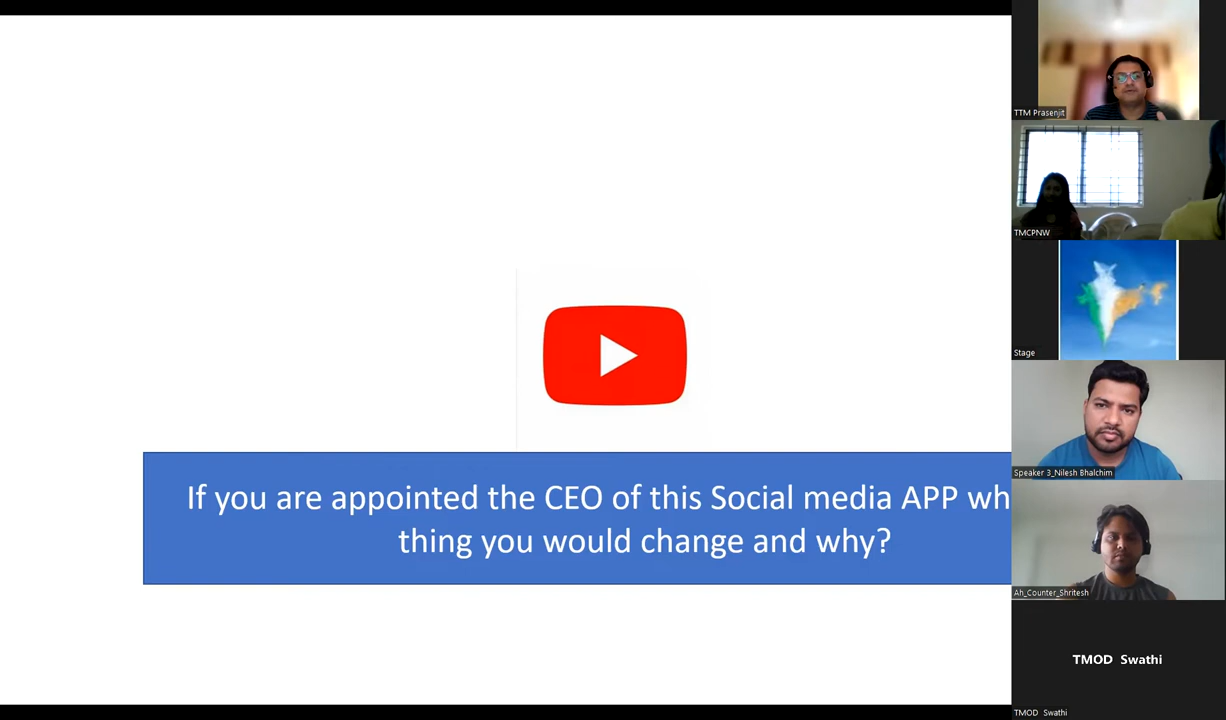 If you are appointed the CEO of this Social media APP wh
thing you would change and why?
TTM Prasenjit
TMCPNW
Stage
Speaker 3_Nilesh Bhalchim
Ah_Counter_Shritesh
TMOD Swathi
TMOD Swathi